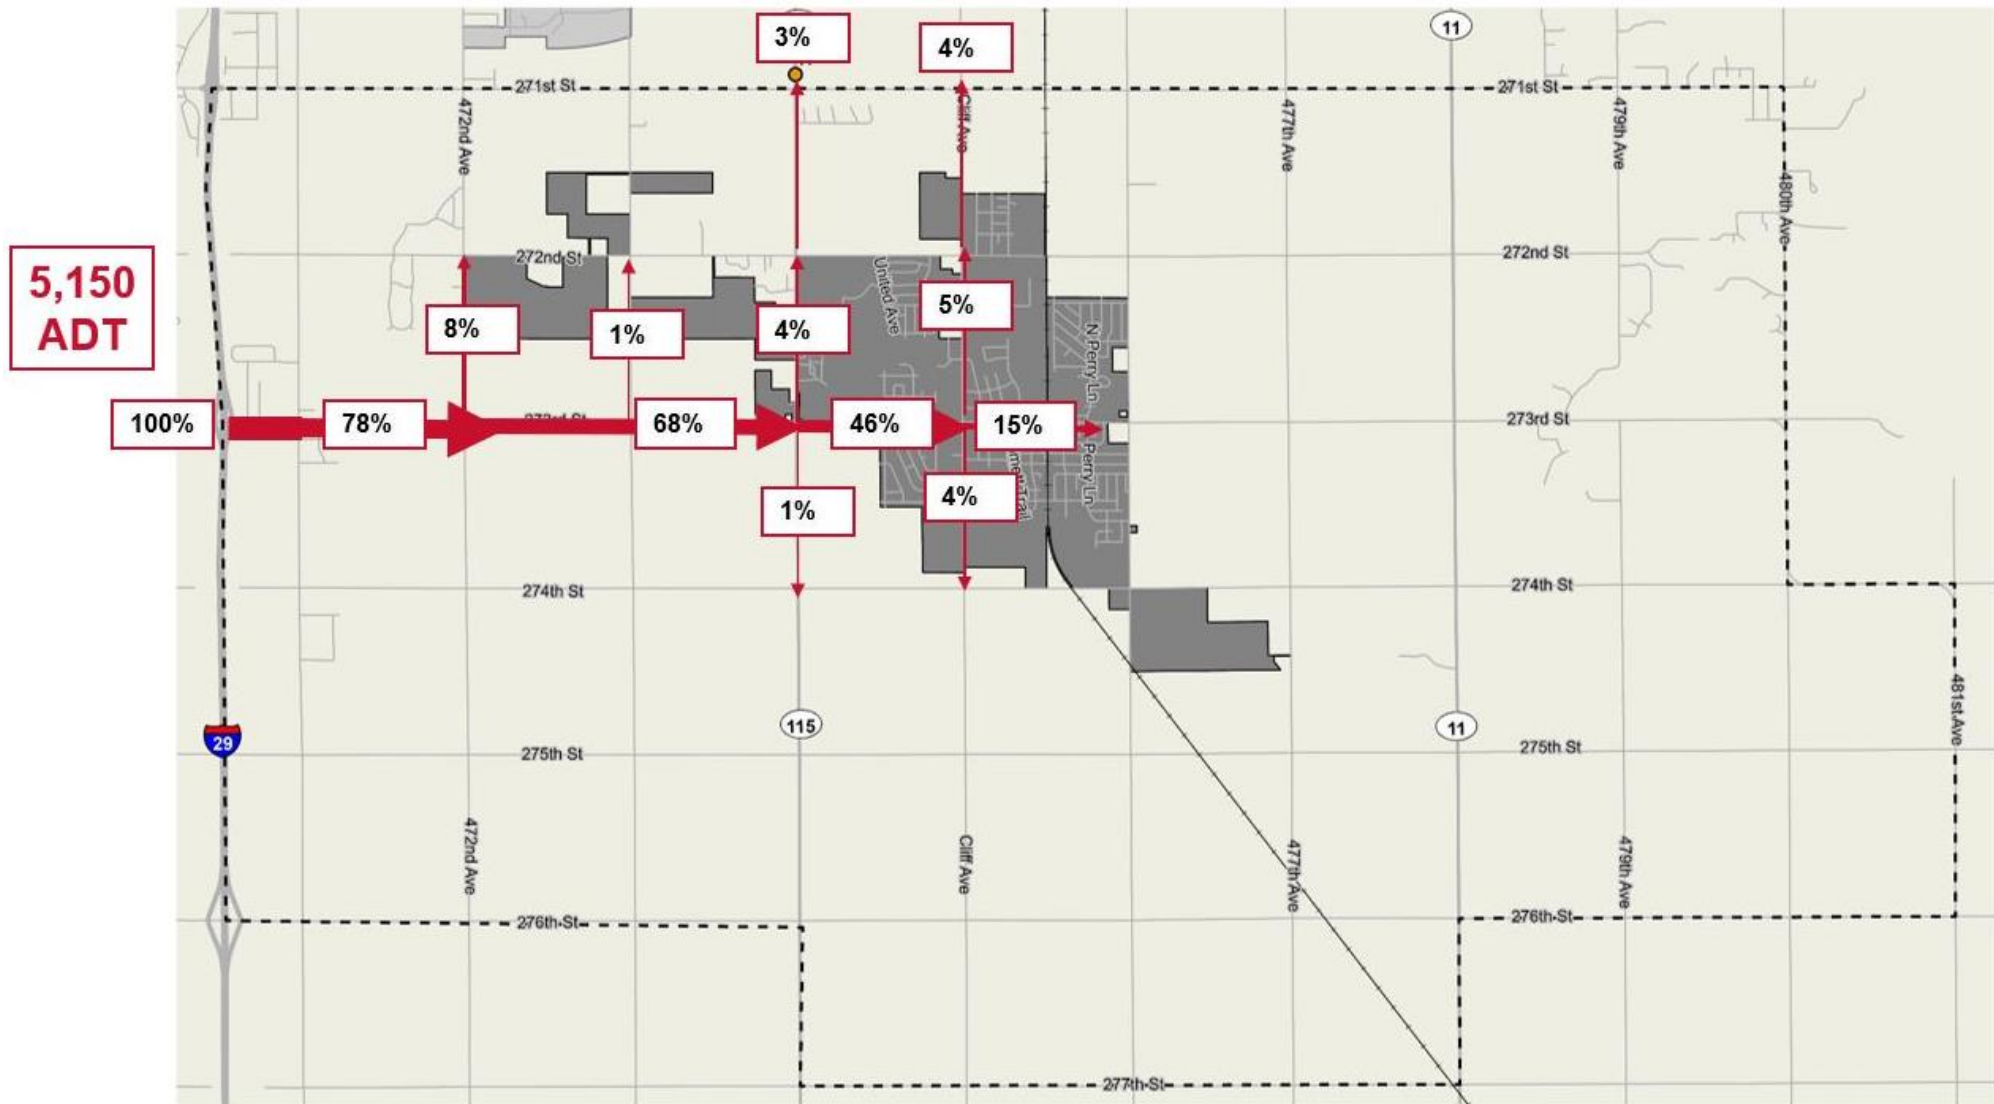 3%
4%
11
271st St
271st St
472nd Ave
Cliff Ave
477th Ave
479th Ave
480th Ave
272nd St
272nd St
5,150
ADT
United Ave
8%
1%
4%
5%
N Perry Ln
100%
78%
68%
46%
15%
273rd St
Perry Ln
1%
4%
Trail
274th St
274th St
29
115
11
481st Ave
275th St
275th St
472nd Ave
Cliff Ave
477th Ave
479th Ave
276th St
276th St
277th St